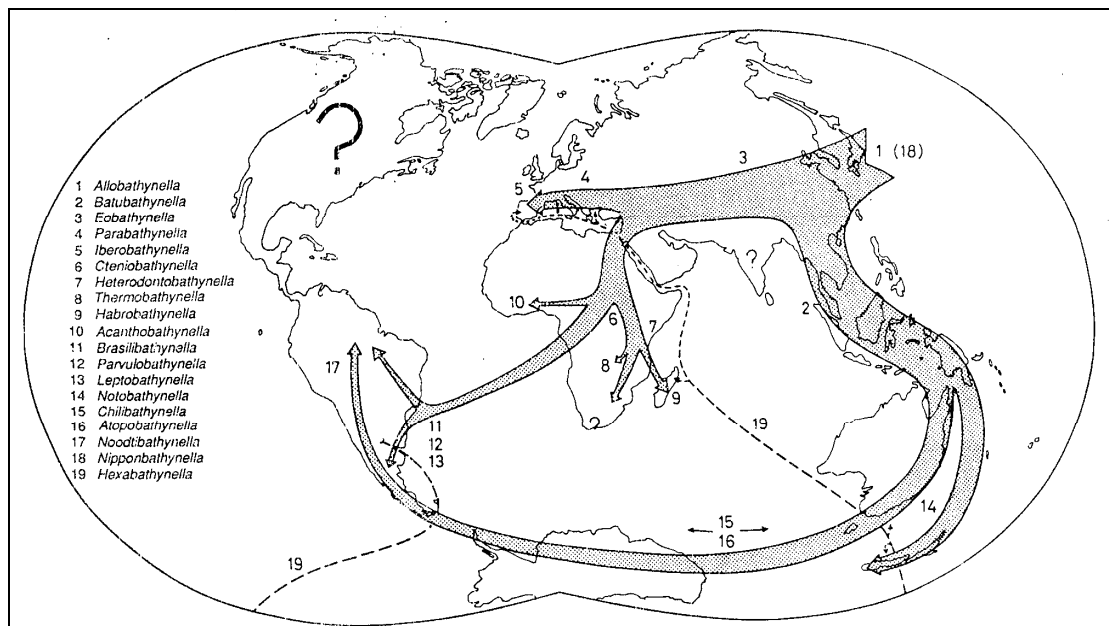 ?
1 Allobathynella
2 Batubathynella
3 Eobathynella
4 Parabathynella
5 Iberobathynella
6 Cteniobathynella
7 Heterodontobathynella
8 Thermobathynella
9 Habrobathynella
10 Acanthobathynella
11 Brasilibathynella
12 Parvulobathynella
13 Leptobathynella
14 Notobathynella
15 Chilibathynella
16 Atopobathynella
17 Noodtibathynella
18 Nipponbathynella
19 Hexabathynella
3
1 (18)
4
5
?
10
6
7
2
8
17
9
?
11
12
13
19
14
15
16
19